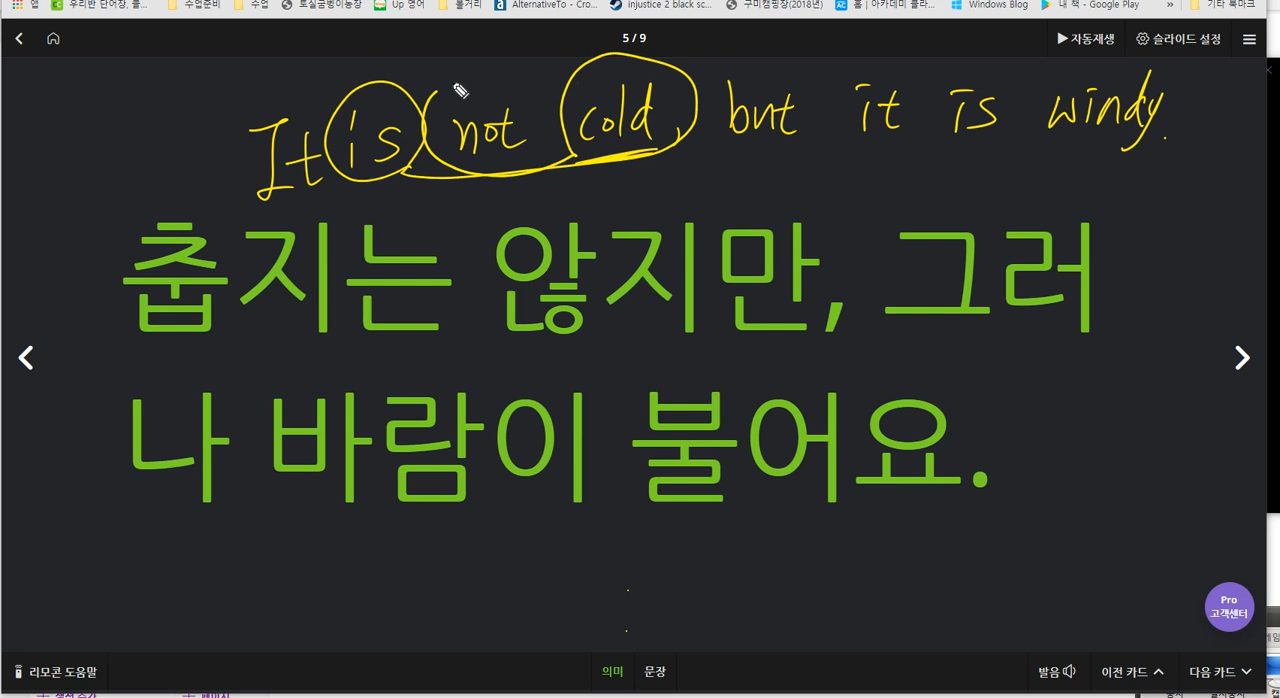 앱
우리반 단어장, 클...
수업준비
수업
토실금벙이농장
Up 영어
볼거리
AlternativeTo - Cro...
injustice 2 black sc...
구미캠핑장(2018년)
홈 | 아카데미 클라...
Windows Blog
내 책 - Google Play
»
기타 북마크
5 / 9
자동재생
슬라이드 설정
It is not cold, but it is windy.
춥지는 않지만, 그러
나 바람이 불어요.
Pro
고객센터
리모콘 도움말
의미
문장
발음
이전 카드
다음 카드